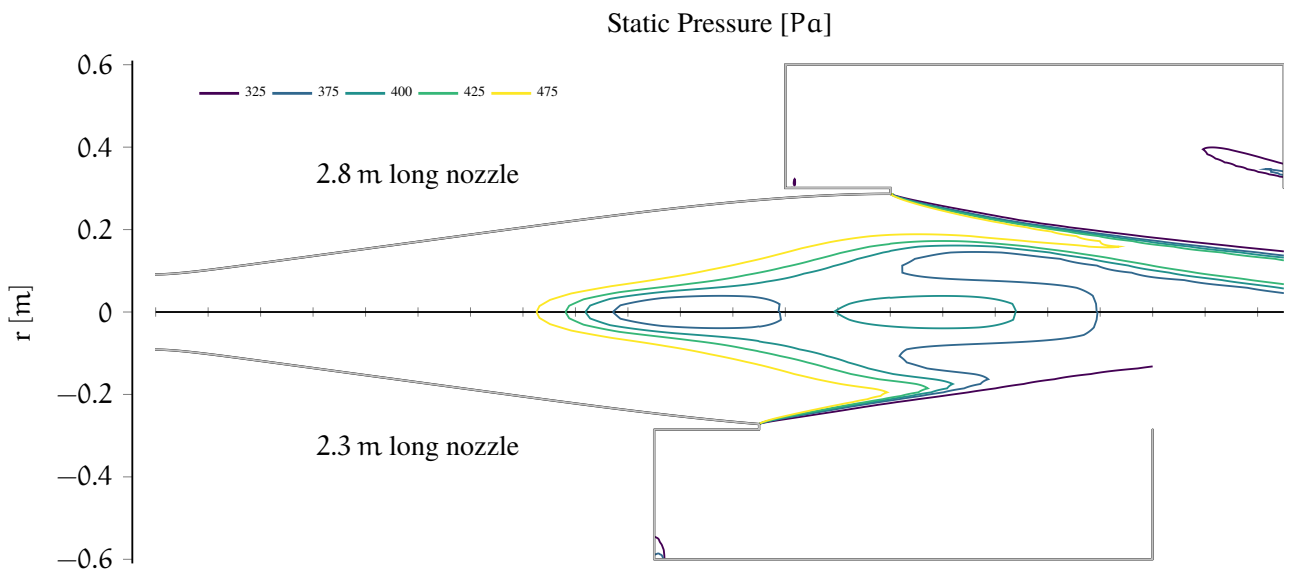 Static Pressure [Pa]
0.6
325 375 400 425 475
0.4
2.8 m long nozzle
0.2
r [m]
0
−0.2
2.3 m long nozzle
−0.4
−0.6